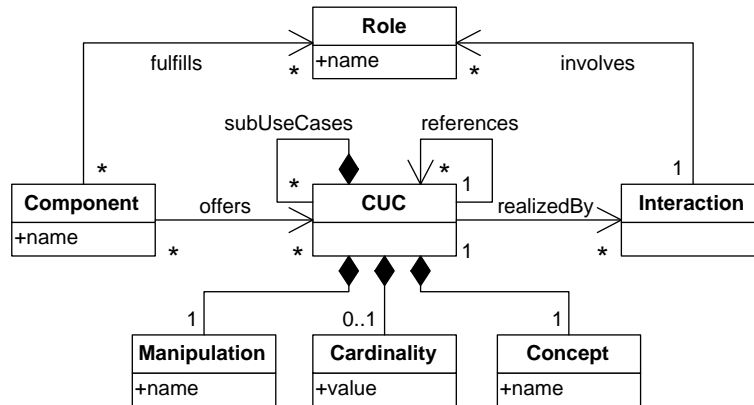 Role
+name
fulfills
*
*
involves
subUseCases
references
*
*
*
1
1
Component
+name
offers
CUC
realizedBy
Interaction
*
*
1
*
1
0..1
1
Manipulation
+name
Cardinality
+value
Concept
+name